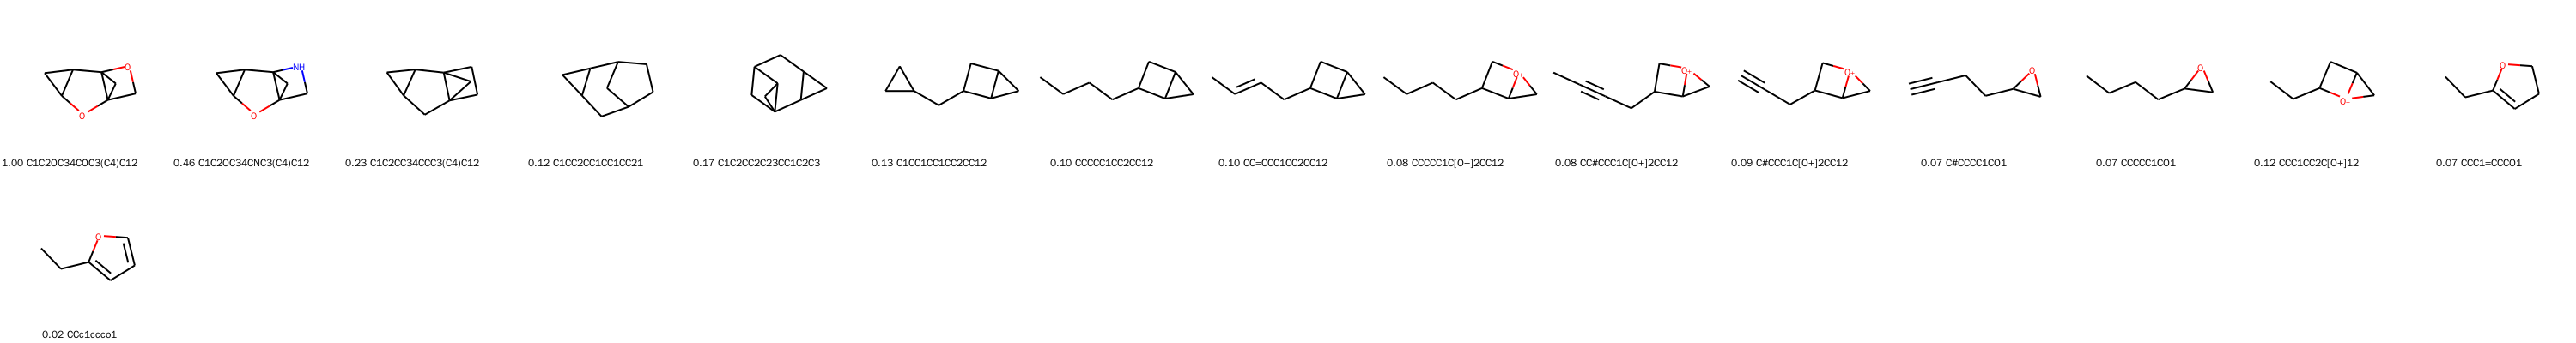 O O
NH O
O+
O+
O+
O
O
O+
O
1.00 C1C2OC34COC3(C4)C12
0.46 C1C2OC34CNC3(C4)C12
0.23 C1C2CC34CCC3(C4)C12
0.12 C1CC2CC1CC1CC21
0.17 C1C2CC2C23CC1C2C3
0.13 C1CC1CC1CC2CC12
0.10 CCCCC1CC2CC12
0.10 CC=CCC1CC2CC12
0.08 CCCCC1C[O+]2CC12
0.08 CC#CCC1C[O+]2CC12
0.09 C#CCC1C[O+]2CC12
0.07 C#CCCC1CO1
0.07 CCCCC1CO1
0.12 CCC1CC2C[O+]12
0.07 CCC1=CCCO1
O
0.02 CCc1ccco1